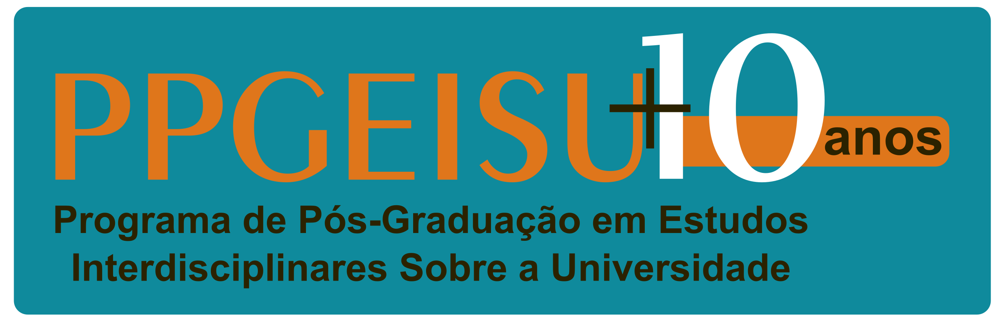 PPGEISU+10 anos
Programa de Pós-Graduação em Estudos
Interdisciplinares Sobre a Universidade